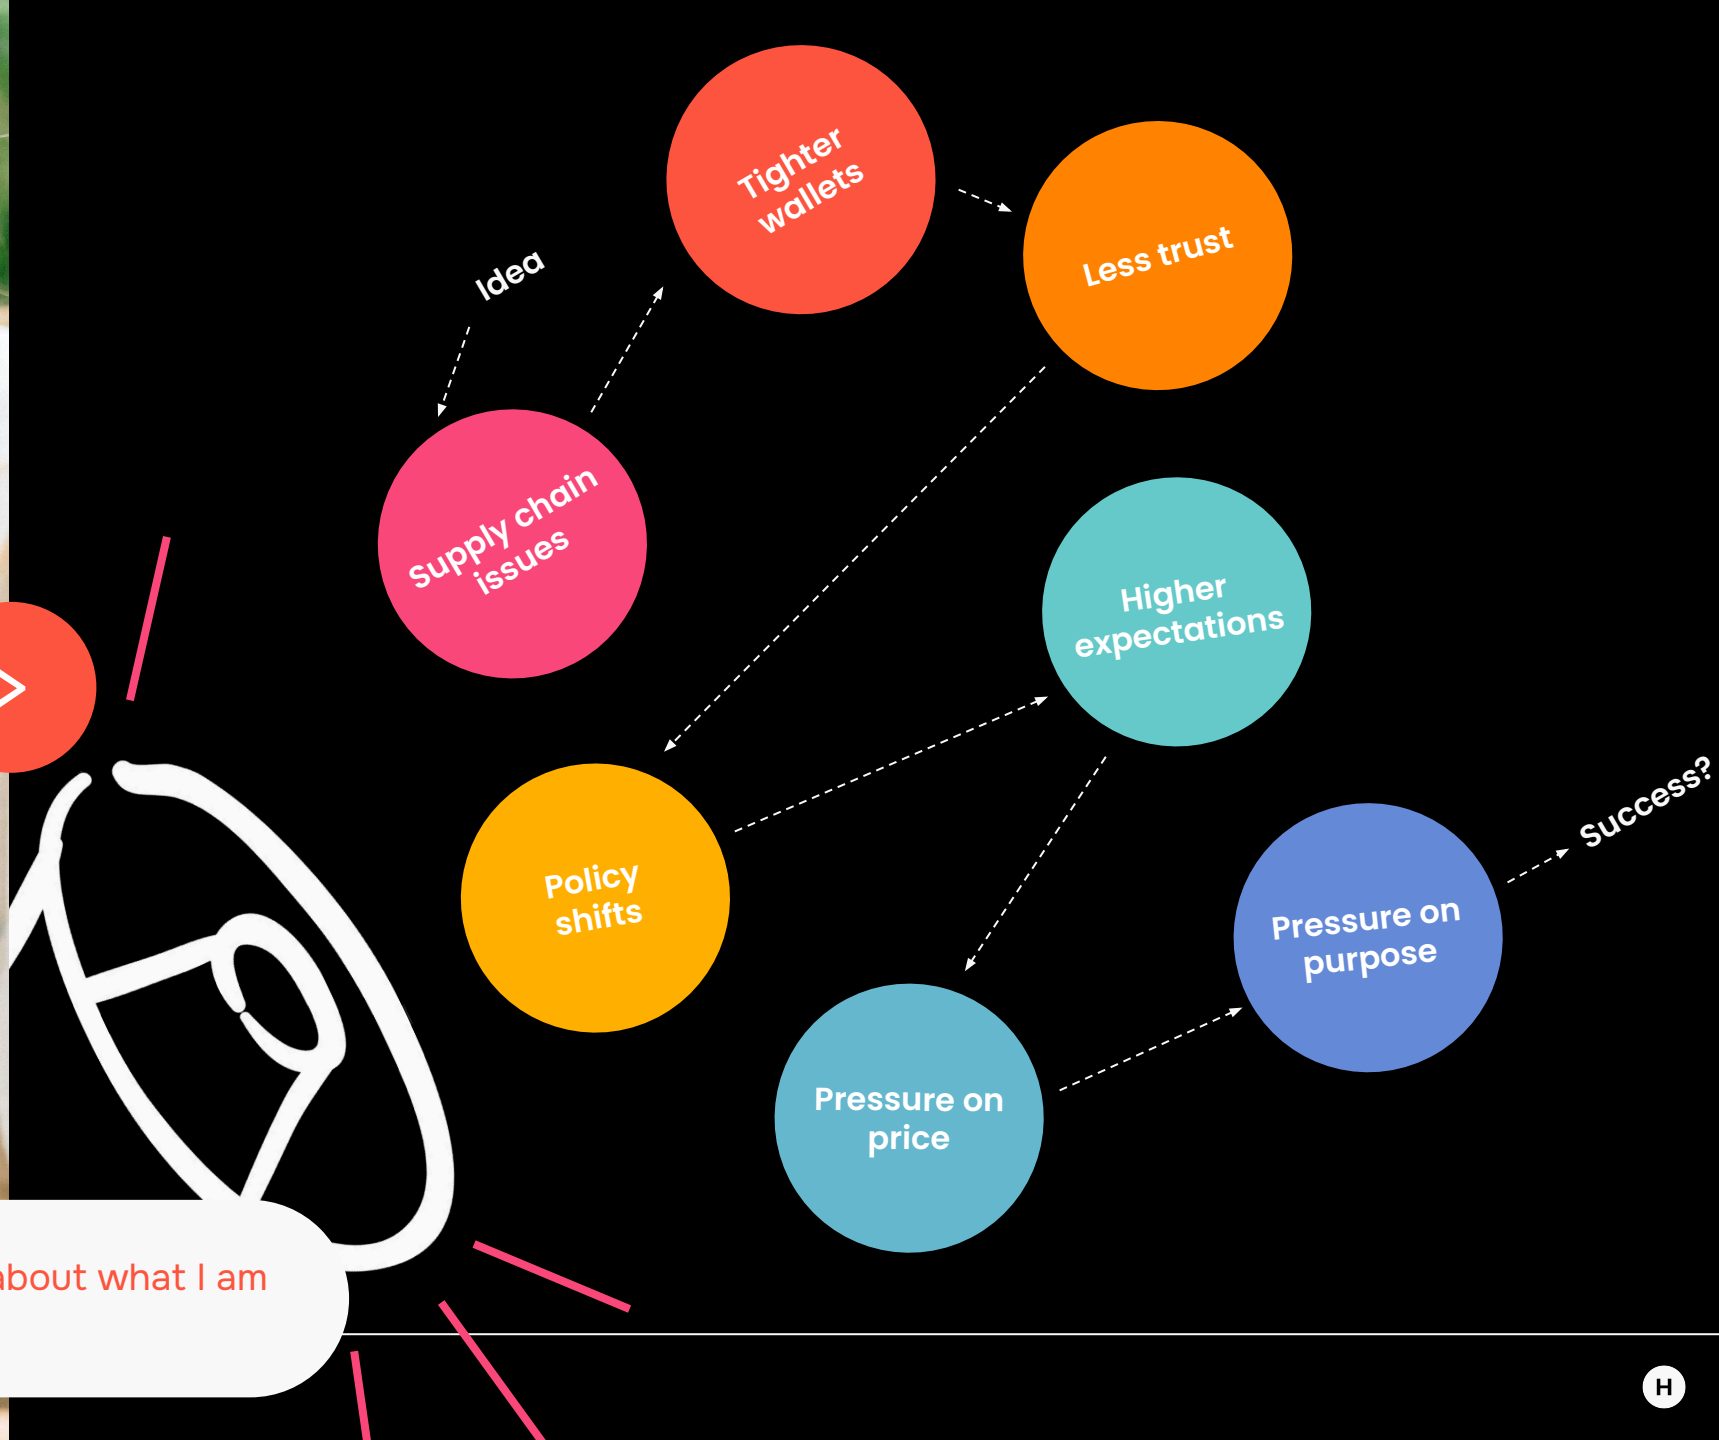 Idea
Supply chain
issues
Tighter
wallets
Less trust
Policy
shifts
Higher
expectations
Pressure on
price
Pressure on
purpose
Success?
about what I am
H